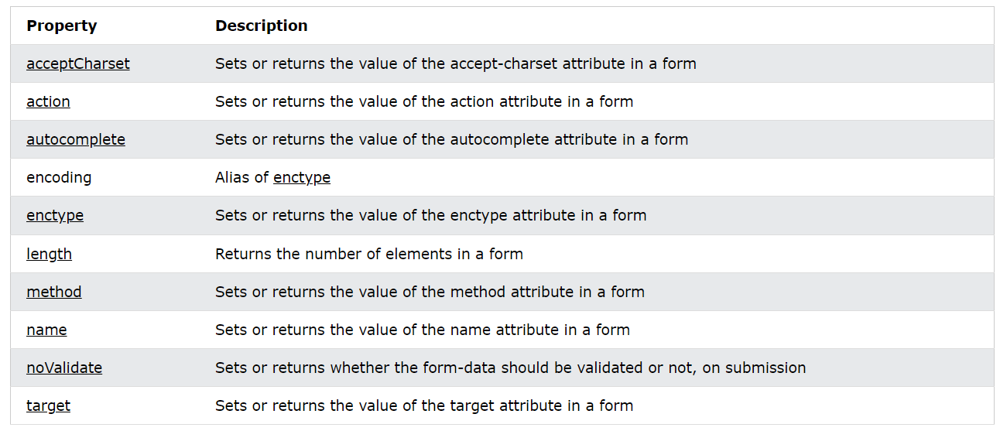 Property Description
acceptCharset Sets or returns the value of the accept-charset attribute in a form
action Sets or returns the value of the action attribute in a form
autocomplete Sets or returns the value of the autocomplete attribute in a form
encoding Alias of enctype
enctype Sets or returns the value of the enctype attribute in a form
length Returns the number of elements in a form
method Sets or returns the value of the method attribute in a form
name Sets or returns the value of the name attribute in a form
noValidate Sets or returns whether the form-data should be validated or not, on submission
target Sets or returns the value of the target attribute in a form